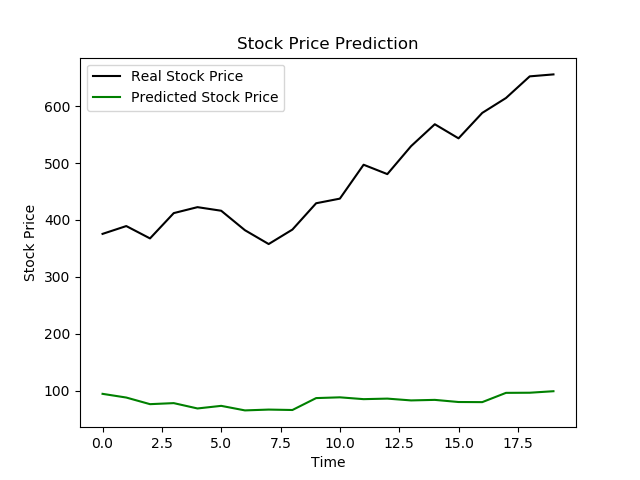 Stock Price Prediction
Real Stock Price
Predicted Stock Price
600
500
400
300
200
100
Stock Price
0.0 2.5 5.0 7.5 10.0 12.5 15.0 17.5
Time